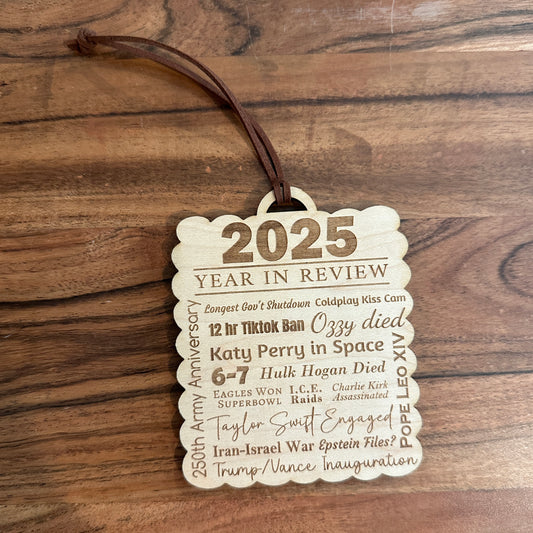 2025
YEAR IN REVIEW
Longest Gov't Shutdown Coldplay Kiss Cam
12 hr Tiktok Ban Ozzy died
Katy Perry in Space
6-7 Hulk Hogan Died
EAGLES WON SUPERBOWL
I.C.E. Raids
Charlie Kirk Assassinated
Taylor Swift Engaged
Iran-Israel War Epstein Files?
Trump/Vance Inauguration
250th Army Anniversary
POPE LEO XIV